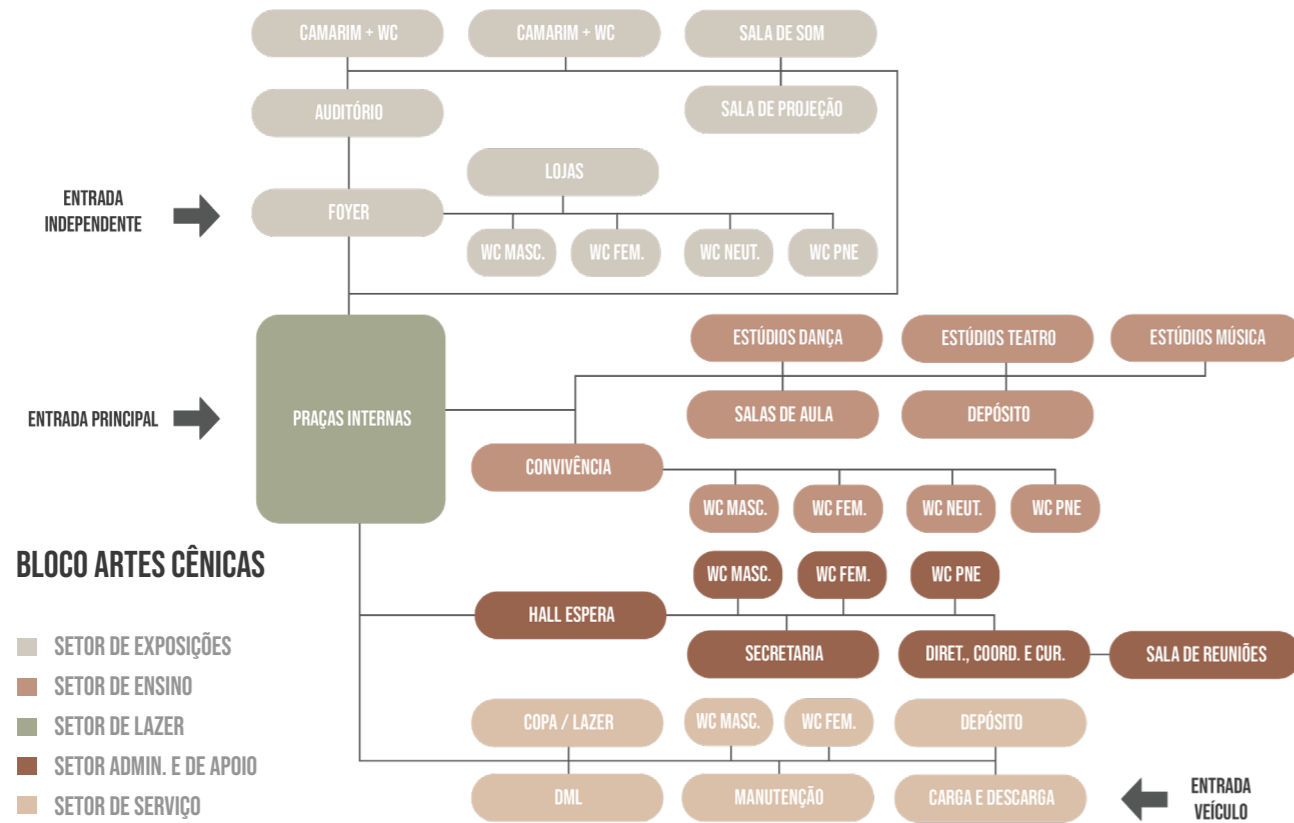 CAMARIM + WC
CAMARIM + WC
SALA DE SOM
AUDITÓRIO
SALA DE PROJEÇÃO
LOJAS
ENTRADA
INDEPENDENTE
FOYER
WC MASC.
WC FEM.
WC NEUT.
WC PNE
ESTÚDIOS DANÇA
ESTÚDIOS TEATRO
ESTÚDIOS MÚSICA
ENTRADA PRINCIPAL
PRAÇAS INTERNAS
SALAS DE AULA
DEPÓSITO
CONVIVÊNCIA
WC MASC.
WC FEM.
WC NEUT.
WC PNE
BLOCO ARTES CÊNICAS
WC MASC.
WC FEM.
WC PNE
HALL ESPERA
SECRETARIA
DIRET., COORD. E CUR.
SALA DE REUNIÕES
SETOR DE EXPOSIÇÕES
SETOR DE ENSINO
SETOR DE LAZER
SETOR ADMIN. E DE APOIO
SETOR DE SERVIÇO
COPA / LAZER
WC MASC.
WC FEM.
DEPÓSITO
DML
MANUTENÇÃO
CARGA E DESCARGA
ENTRADA
VEÍCULO